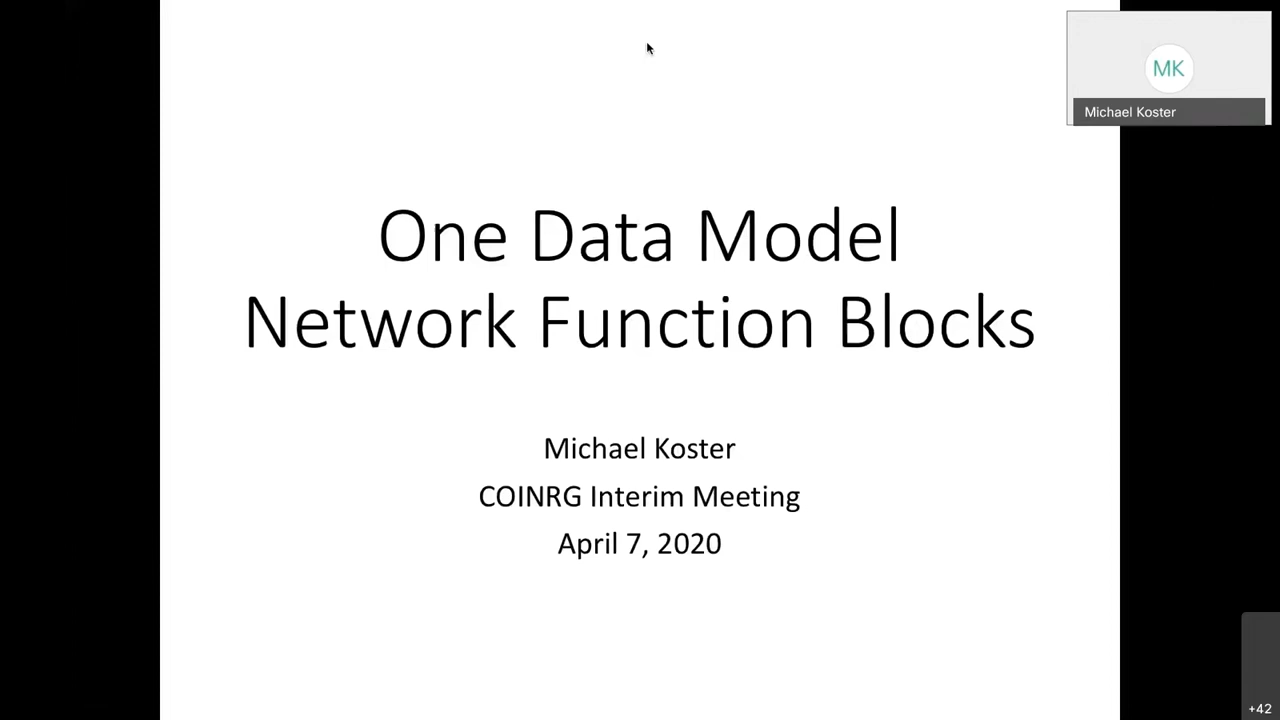 MK
Michael Koster
One Data Model
Network Function Blocks
Michael Koster
COINRG Interim Meeting
April 7, 2020
+42